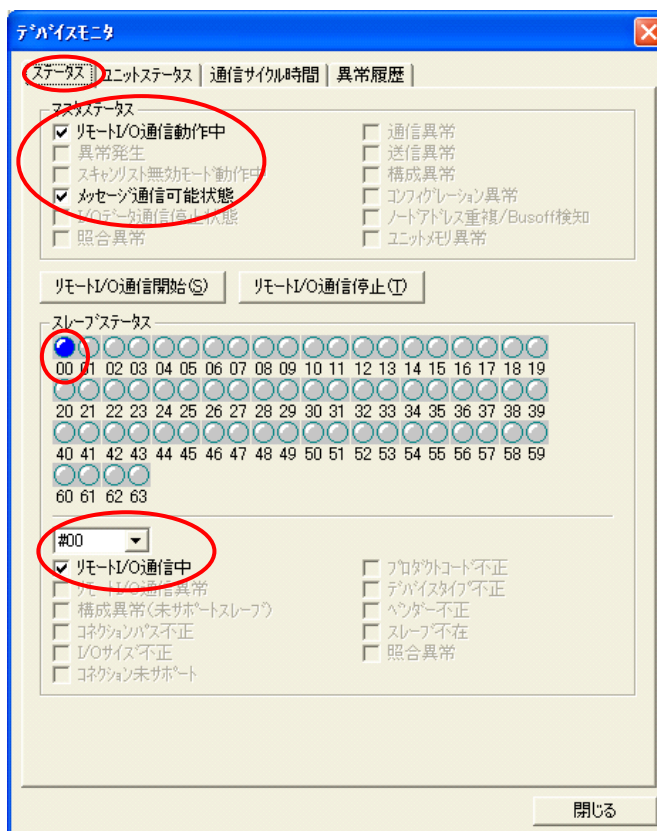 デバイスモニタ
ステータス ユニットステータス 通信サイクル時間 異常履歴
マスタステータス
リモートI/O通信動作中 通信異常
異常発生 送信異常
スキャンリスト無効モード動作中 構成異常
メッセージ通信可能状態 コンフィグレーション異常
I/Oデータ通信停止状態 ノードアドレス重複/Busoff検知
照合異常 ユニットメモリ異常
リモートI/O通信開始(S) リモートI/O通信停止(T)
スレーブステータス
00 01 02 03 04 05 06 07 08 09 10 11 12 13 14 15 16 17 18 19
20 21 22 23 24 25 26 27 28 29 30 31 32 33 34 35 36 37 38 39
40 41 42 43 44 45 46 47 48 49 50 51 52 53 54 55 56 57 58 59
60 61 62 63
#00
リモートI/O通信中 プロダクトコード不正
リモートI/O通信異常 デバイスタイプ不正
構成異常(未サポートスレーブ) ベンダー不正
コネクションパス不正 スレーブ不在
I/Oサイズ不正 照合異常
コネクション未サポート
閉じる